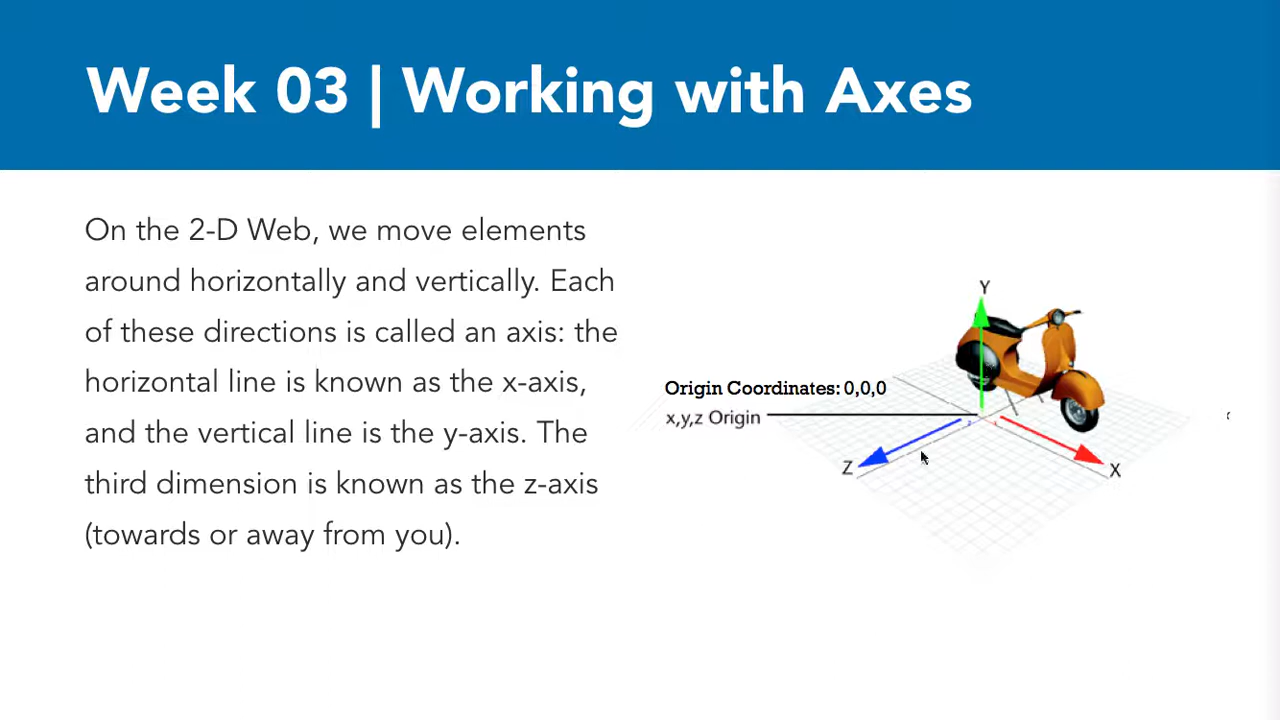 Week 03 | Working with Axes
On the 2-D Web, we move elements
around horizontally and vertically. Each
of these directions is called an axis: the
horizontal line is known as the x-axis,
and the vertical line is the y-axis. The
third dimension is known as the z-axis
(towards or away from you).
Y
Origin Coordinates: 0,0,0
x,y,z Origin
Z
X